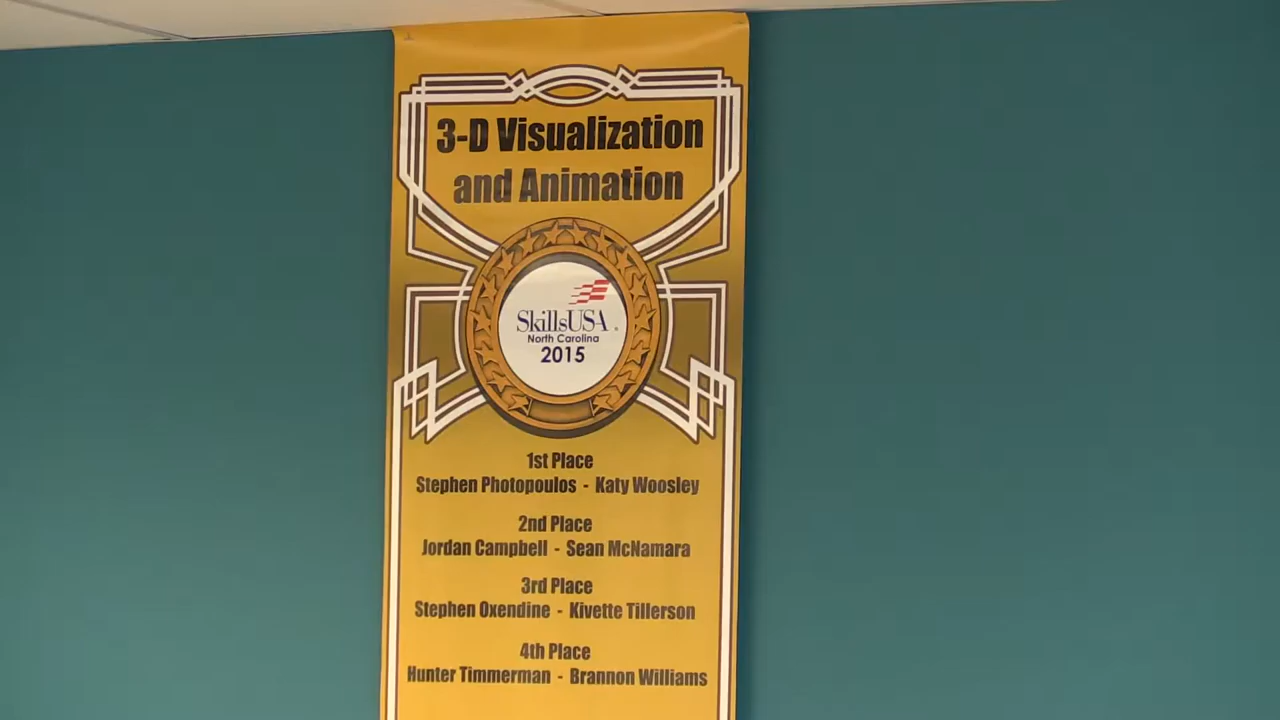 3-D Visualization
and Animation
SkillsUSA
North Carolina
2015
1st Place
Stephen Photopoulos - Katy Woosley
2nd Place
Jordan Campbell - Sean McNamara
3rd Place
Stephen Oxendine - Kivette Tillerson
4th Place
Hunter Timmerman - Brannon Williams